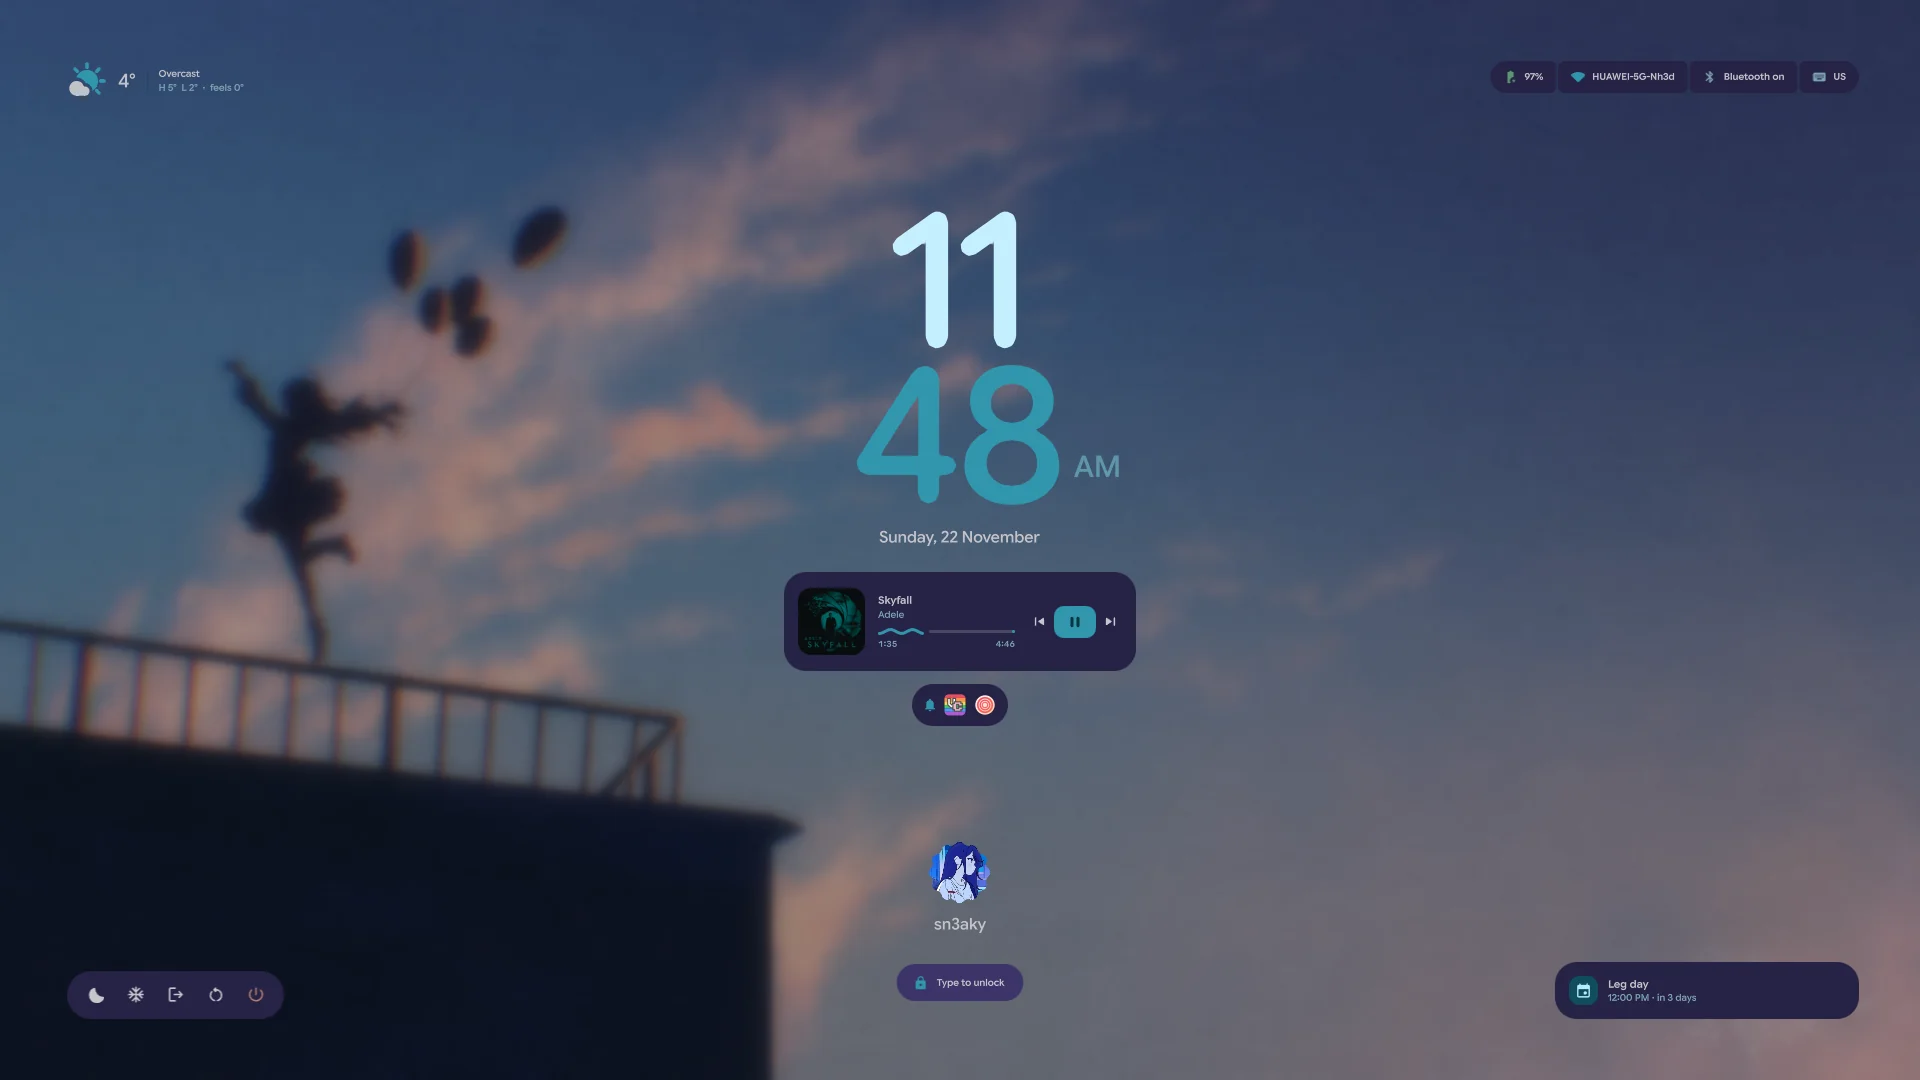 4°
Overcast
H 5° L 2° · feels 0°
97%
HUAWEI-5G-Nh3d
Bluetooth on
US
11
48
AM
Sunday, 22 November
Skyfall
Adele
1:35
4:46
SKYFALL
sn3aky
Type to unlock
Leg day
12:00 PM · in 3 days